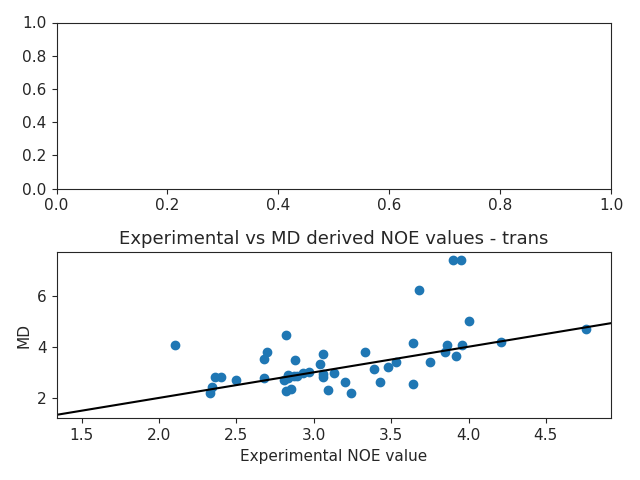 1.0
0.8
0.6
0.4
0.2
0.0
0.0 0.2 0.4 0.6 0.8 1.0
Experimental vs MD derived NOE values - trans
6
4
2
MD
1.5 2.0 2.5 3.0 3.5 4.0 4.5
Experimental NOE value